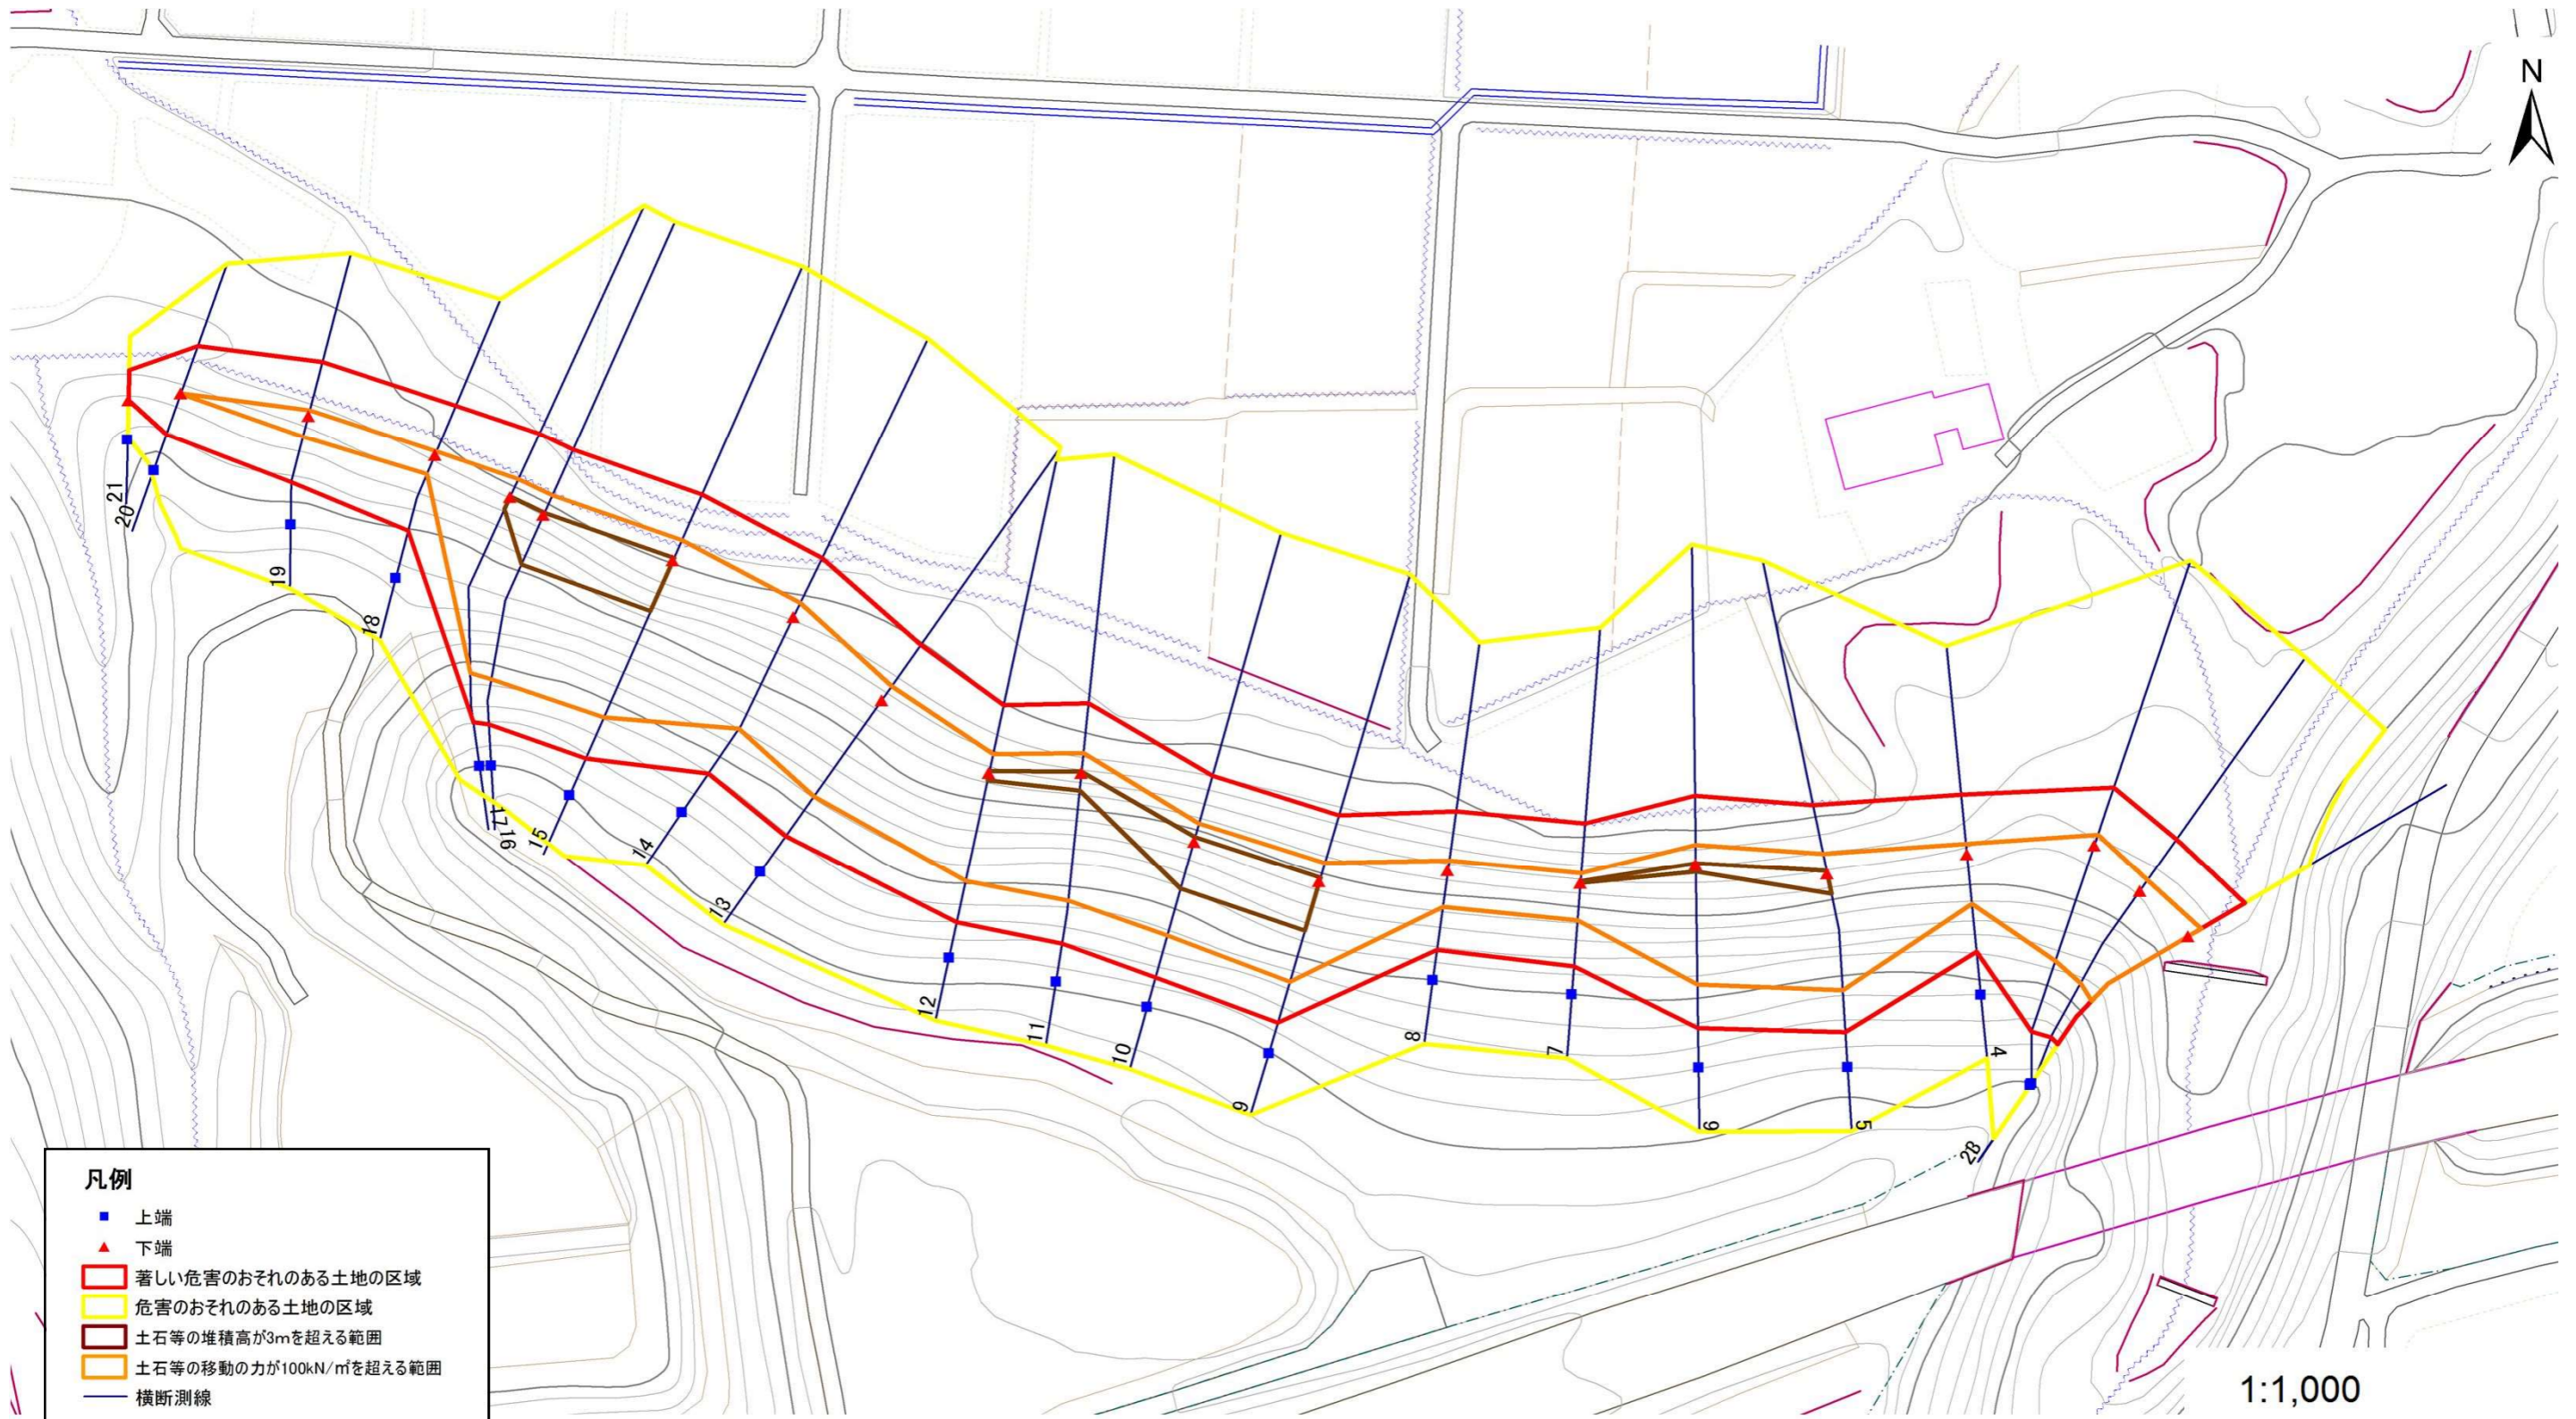 N
21
20
19
18
17
16
15
14
13
12
11
10
9
8
7
6
5
4
28
凡例
上端
下端
著しい危害のおそれのある土地の区域
危害のおそれのある土地の区域
土石等の堆積高が3mを超える範囲
土石等の移動の力が100kN/㎡を超える範囲
横断測線
1:1,000